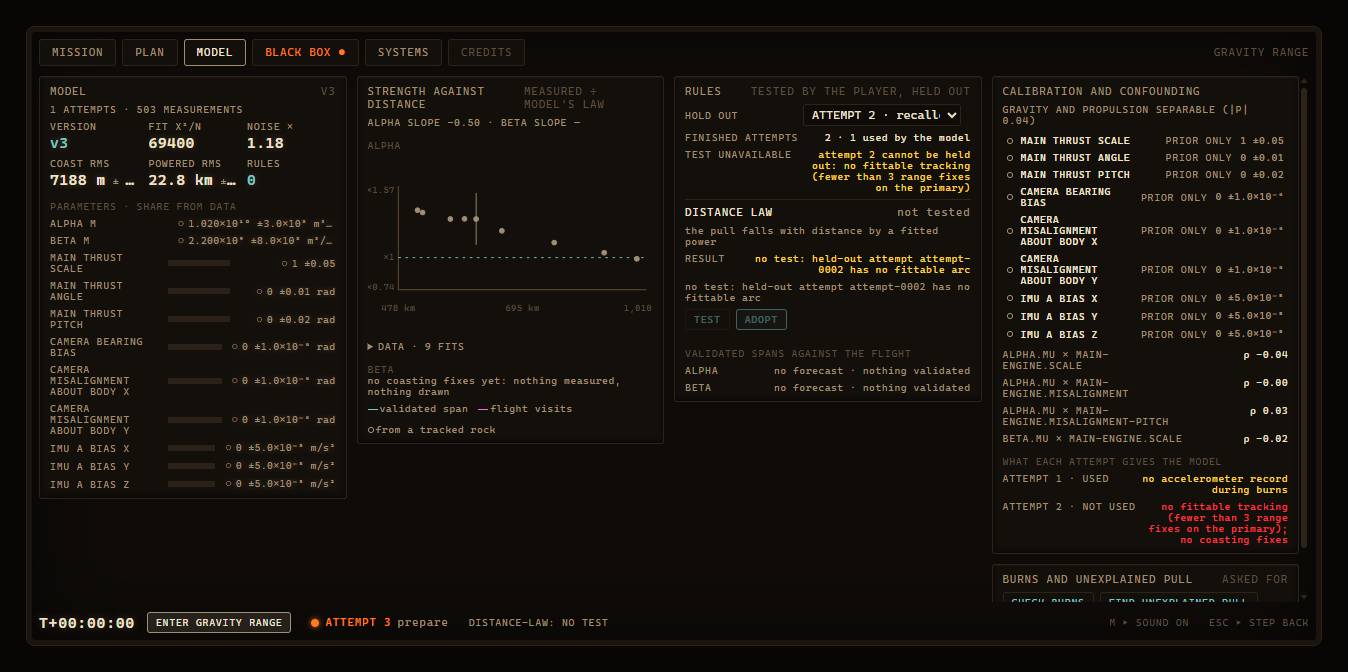 MISSION
PLAN
MODEL
BLACK BOX
SYSTEMS
CREDITS
GRAVITY RANGE
MODEL
V3
1 ATTEMPTS · 503 MEASUREMENTS
VERSION
FIT X²/N
NOISE ×
v3
69400
1.18
COAST RMS
POWERED RMS
RULES
7188 m ± …
22.8 km ±…
0
PARAMETERS · SHARE FROM DATA
ALPHA M
BETA M
MAIN THRUST
SCALE
1 ±0.05
MAIN THRUST
ANGLE
0 ±0.01 rad
MAIN THRUST
PITCH
0 ±0.02 rad
CAMERA BEARING
BIAS
CAMERA
MISALIGNMENT
ABOUT BODY X
CAMERA
MISALIGNMENT
ABOUT BODY Y
IMU A BIAS X
IMU A BIAS Y
IMU A BIAS Z
STRENGTH AGAINST
DISTANCE
MEASURED ÷
MODEL'S LAW
ALPHA SLOPE −0.50 · BETA SLOPE —
ALPHA
×1.57
×1
×0.74
478 km
695 km
1,010
▶ DATA · 9 FITS
BETA
no coasting fixes yet: nothing measured,
nothing drawn
validated span
flight visits
from a tracked rock
RULES
TESTED BY THE PLAYER, HELD OUT
HOLD OUT
ATTEMPT 2 · recall
FINISHED ATTEMPTS
2 · 1 used by the model
TEST UNAVAILABLE
attempt 2 cannot be held
out: no fittable tracking
(fewer than 3 range fixes
on the primary)
DISTANCE LAW
not tested
the pull falls with distance by a fitted
power
RESULT
no test: held-out attempt attempt-
0002 has no fittable arc
no test: held-out attempt attempt-0002 has no
fittable arc
TEST
ADOPT
VALIDATED SPANS AGAINST THE FLIGHT
ALPHA
no forecast · nothing validated
BETA
no forecast · nothing validated
CALIBRATION AND CONFOUNDING
GRAVITY AND PROPULSION SEPARABLE (|Ρ|
0.04)
MAIN THRUST SCALE
PRIOR ONLY 1 ±0.05
MAIN THRUST ANGLE
PRIOR ONLY 0 ±0.01
MAIN THRUST PITCH
PRIOR ONLY 0 ±0.02
CAMERA BEARING
BIAS
PRIOR ONLY
CAMERA
MISALIGNMENT
ABOUT BODY X
PRIOR ONLY
CAMERA
MISALIGNMENT
ABOUT BODY Y
PRIOR ONLY
IMU A BIAS X
PRIOR ONLY
IMU A BIAS Y
PRIOR ONLY
IMU A BIAS Z
PRIOR ONLY
ALPHA.MU × MAIN-
ENGINE.SCALE
ρ −0.04
ALPHA.MU × MAIN-
ENGINE.MISALIGNMENT
ρ −0.00
ALPHA.MU × MAIN-
ENGINE.MISALIGNMENT-PITCH
ρ 0.03
BETA.MU × MAIN-ENGINE.SCALE
ρ −0.02
WHAT EACH ATTEMPT GIVES THE MODEL
ATTEMPT 1 · USED
no accelerometer record
during burns
ATTEMPT 2 · NOT USED
no fittable tracking
(fewer than 3 range
fixes on the primary);
no coasting fixes
BURNS AND UNEXPLAINED PULL
ASKED FOR
CHECK BURNS
FIND UNEXPLAINED PULL
T+00:00:00
ENTER GRAVITY RANGE
ATTEMPT 3 prepare
DISTANCE-LAW: NO TEST
M ▸ SOUND ON
ESC ▸ STEP BACK